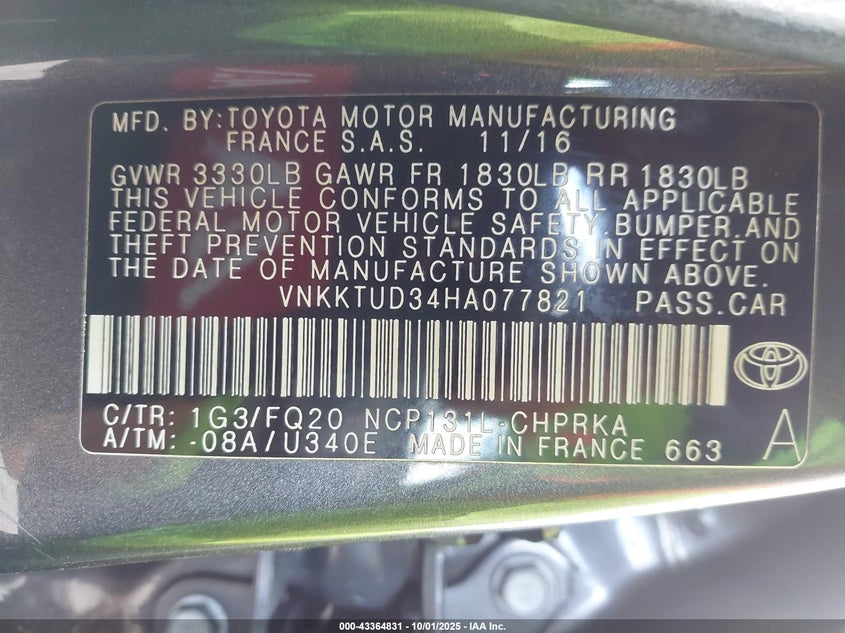 MFD. BY:TOYOTA MOTOR MANUFACTURING
FRANCE S.A.S. 11/16
GVWR 3330LB GAWR FR 1830LB RR 1830LB
THIS VEHICLE CONFORMS TO ALL APPLICABLE
FEDERAL MOTOR VEHICLE SAFETY,BUMPER,AND
THEFT PREVENTION STANDARDS IN EFFECT ON
THE DATE OF MANUFACTURE SHOWN ABOVE.
VNKKTUD34HA077821 PASS.CAR
C/TR: 1G3/FQ20 NCP131L-CHPRKA
A/TM: -08A/U340E MADE IN FRANCE 663 A
000-43364831 - 10/01/2025 - IAA Inc.